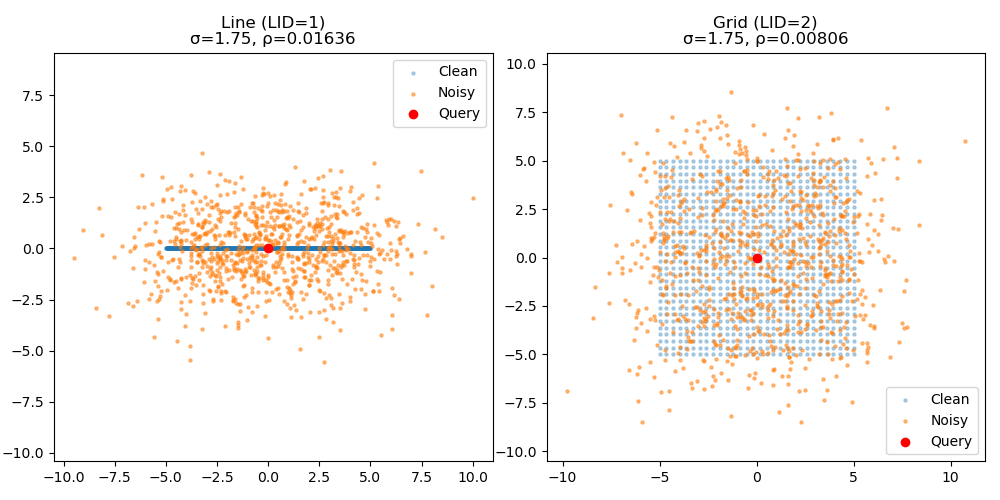 Line (LID=1)
σ=1.75, ρ=0.01636
Clean
Noisy
Query
7.5
5.0
2.5
0.0
−2.5
−5.0
−7.5
−10.0
−10.0 −7.5 −5.0 −2.5 0.0 2.5 5.0 7.5 10.0
Grid (LID=2)
σ=1.75, ρ=0.00806
10.0
7.5
5.0
2.5
0.0
−2.5
−5.0
−7.5
−10.0
Clean
Noisy
Query
−10 −5 0 5 10